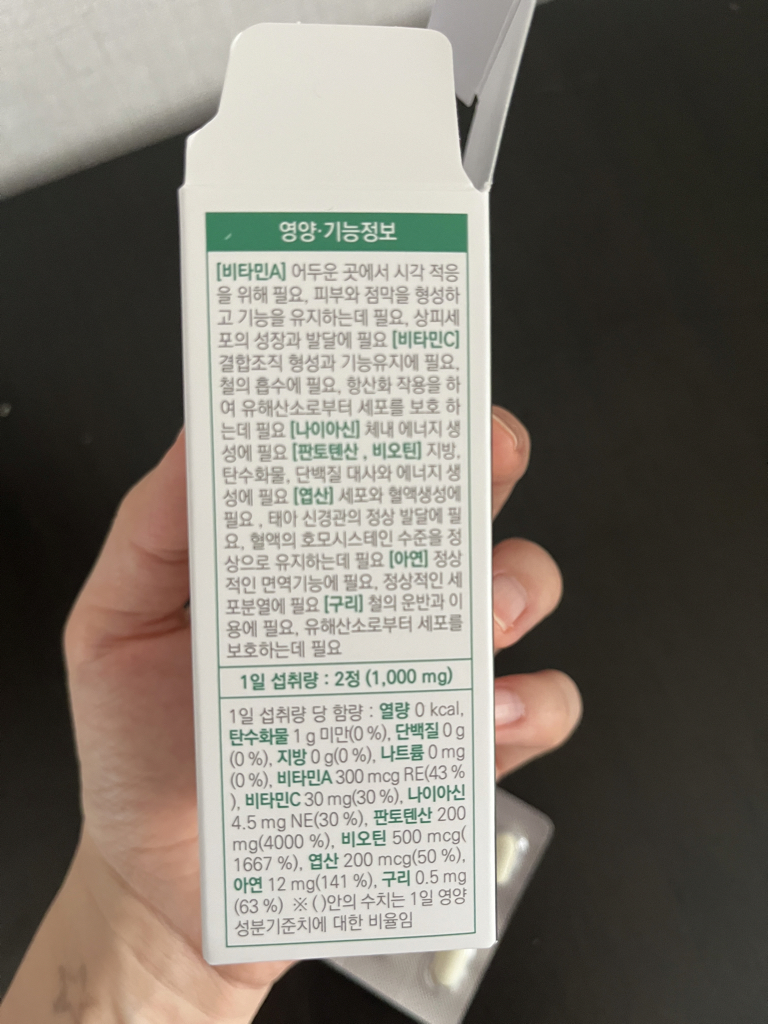 영양·기능정보
[비타민A] 어두운 곳에서 시각 적응
을 위해 필요, 피부와 점막을 형성하
고 기능을 유지하는데 필요, 상피세
포의 성장과 발달에 필요 [비타민C]
결합조직 형성과 기능유지에 필요,
철의 흡수에 필요, 항산화 작용을 하
여 유해산소로부터 세포를 보호 하
는데 필요 [나이아신] 체내 에너지 생
성에 필요 [판토텐산 , 비오틴] 지방,
탄수화물, 단백질 대사와 에너지 생
성에 필요 [엽산] 세포와 혈액생성에
필요 , 태아 신경관의 정상 발달에 필
요, 혈액의 호모시스테인 수준을 정
상으로 유지하는데 필요 [아연] 정상
적인 면역기능에 필요, 정상적인 세
포분열에 필요 [구리] 철의 운반과 이
용에 필요, 유해산소로부터 세포를
보호하는데 필요
1일 섭취량 : 2정 (1,000 mg)
1일 섭취량 당 함량 : 열량 0 kcal,
탄수화물 1 g 미만(0 %), 단백질 0 g
(0 %), 지방 0 g(0 %), 나트륨 0 mg
(0 %), 비타민A 300 mcg RE(43 %
), 비타민C 30 mg(30 %), 나이아신
4.5 mg NE(30 %), 판토텐산 200
mg(4000 %), 비오틴 500 mcg(
1667 %), 엽산 200 mcg(50 %),
아연 12 mg(141 %), 구리 0.5 mg
(63 %) ※ ( )안의 수치는 1일 영양
성분기준치에 대한 비율임